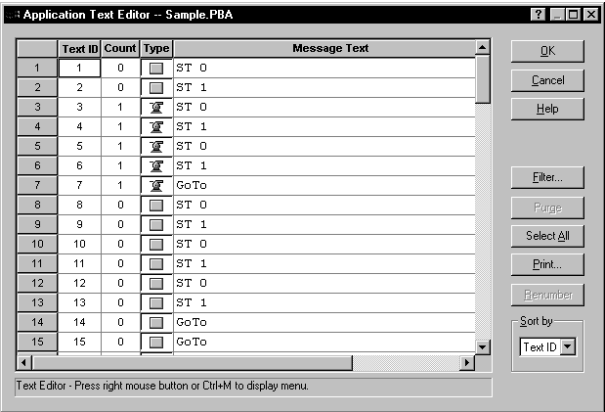 Application Text Editor -- Sample.PBA
Text ID Count Type Message Text
1 1 0 ST 0
2 2 0 ST 1
3 3 1 ST 0
4 4 1 ST 1
5 5 1 ST 0
6 6 1 ST 1
7 7 1 GoTo
8 8 0 ST 0
9 9 0 ST 1
10 10 0 ST 0
11 11 0 ST 1
12 12 0 ST 0
13 13 0 ST 1
14 14 0 GoTo
15 15 0 GoTo
Text Editor - Press right mouse button or Ctrl+M to display menu.
OK
Cancel
Help
Filter...
Purge
Select All
Print...
Renumber
Sort by
Text ID